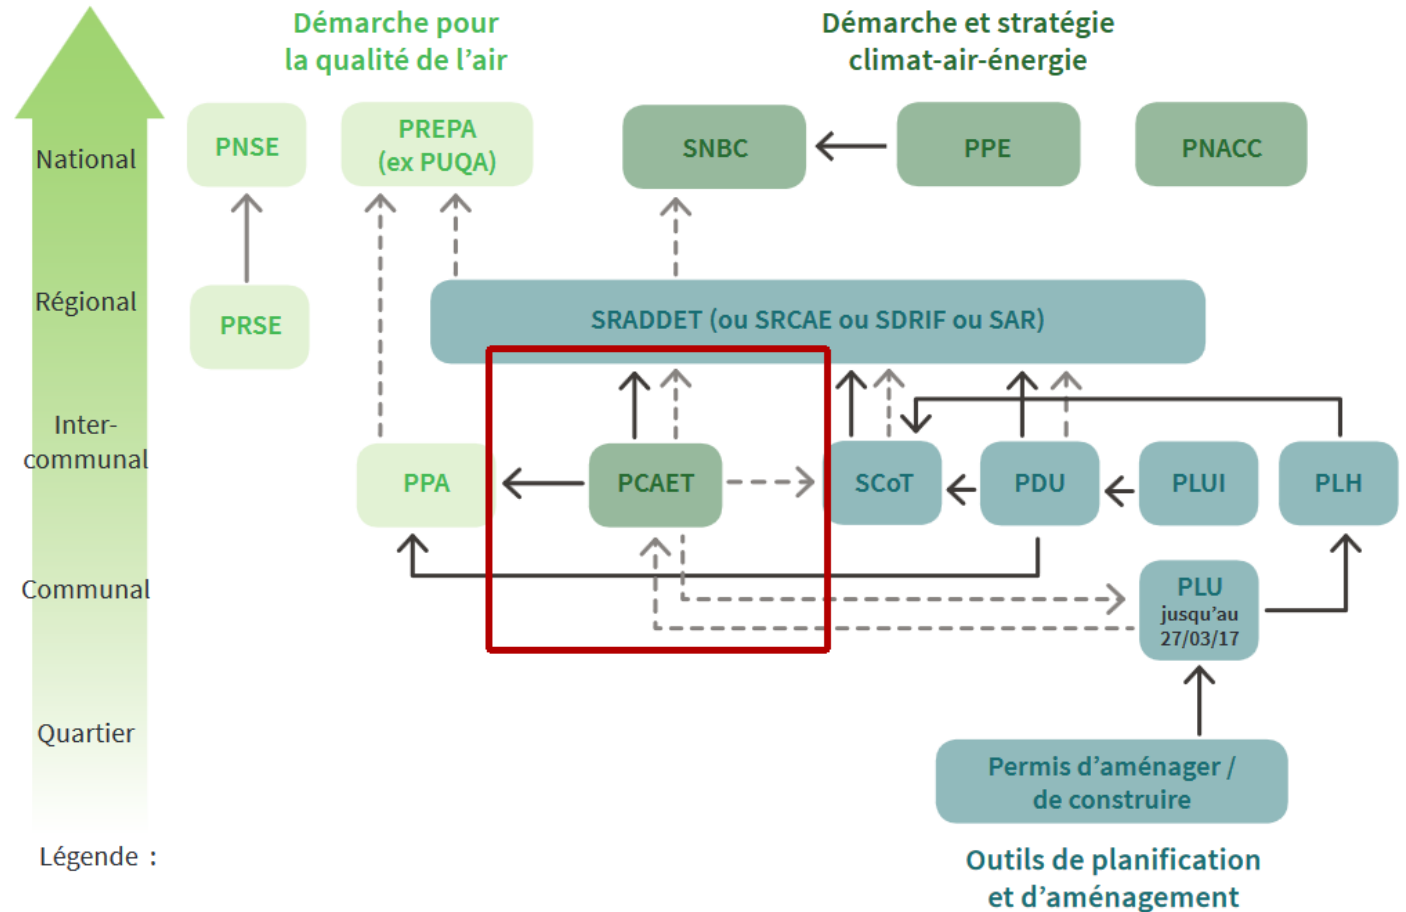 Démarche pour
la qualité de l'air
Démarche et stratégie
climat-air-énergie
National
PNSE
PREPA
(ex PUQA)
SNBC
PPE
PNACC
Régional
PRSE
SRADDET (ou SRCAE ou SDRIF ou SAR)
Inter-
communal
PPA
PCAET
SCoT
PDU
PLUI
PLH
Communal
PLU
jusqu'au
27/03/17
Quartier
Permis d'aménager /
de construire
Légende :
Outils de planification
et d'aménagement